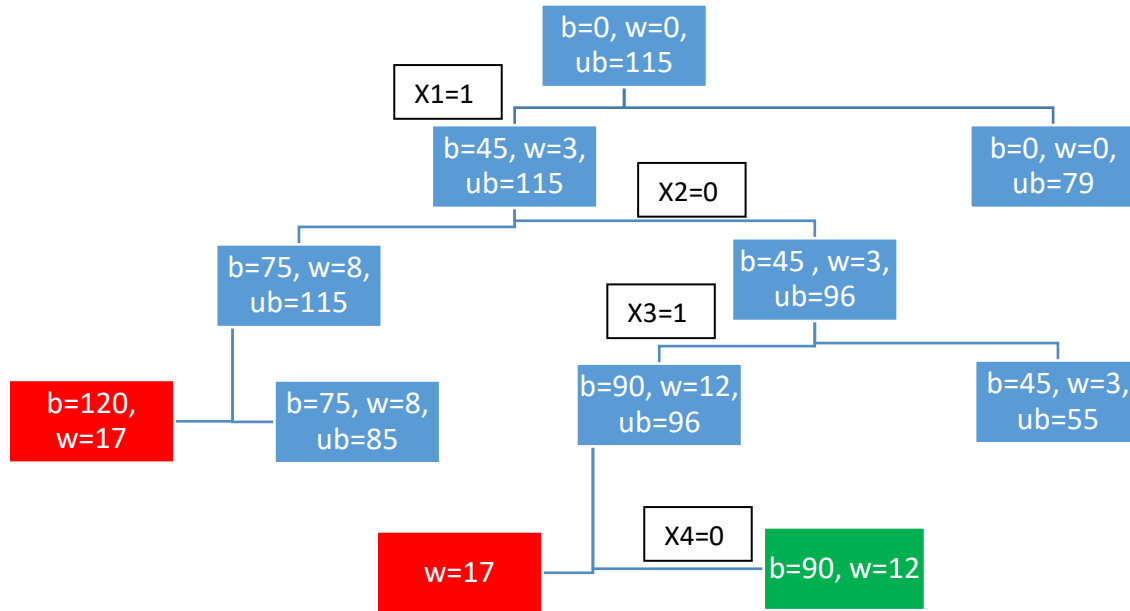 b=0, w=0,
ub=115
X1=1
b=45, w=3,
ub=115
b=0, w=0,
ub=79
X2=0
b=75, w=8,
ub=115
b=45 , w=3,
ub=96
X3=1
b=120,
w=17
b=75, w=8,
ub=85
b=90, w=12,
ub=96
b=45, w=3,
ub=55
X4=0
w=17
b=90, w=12